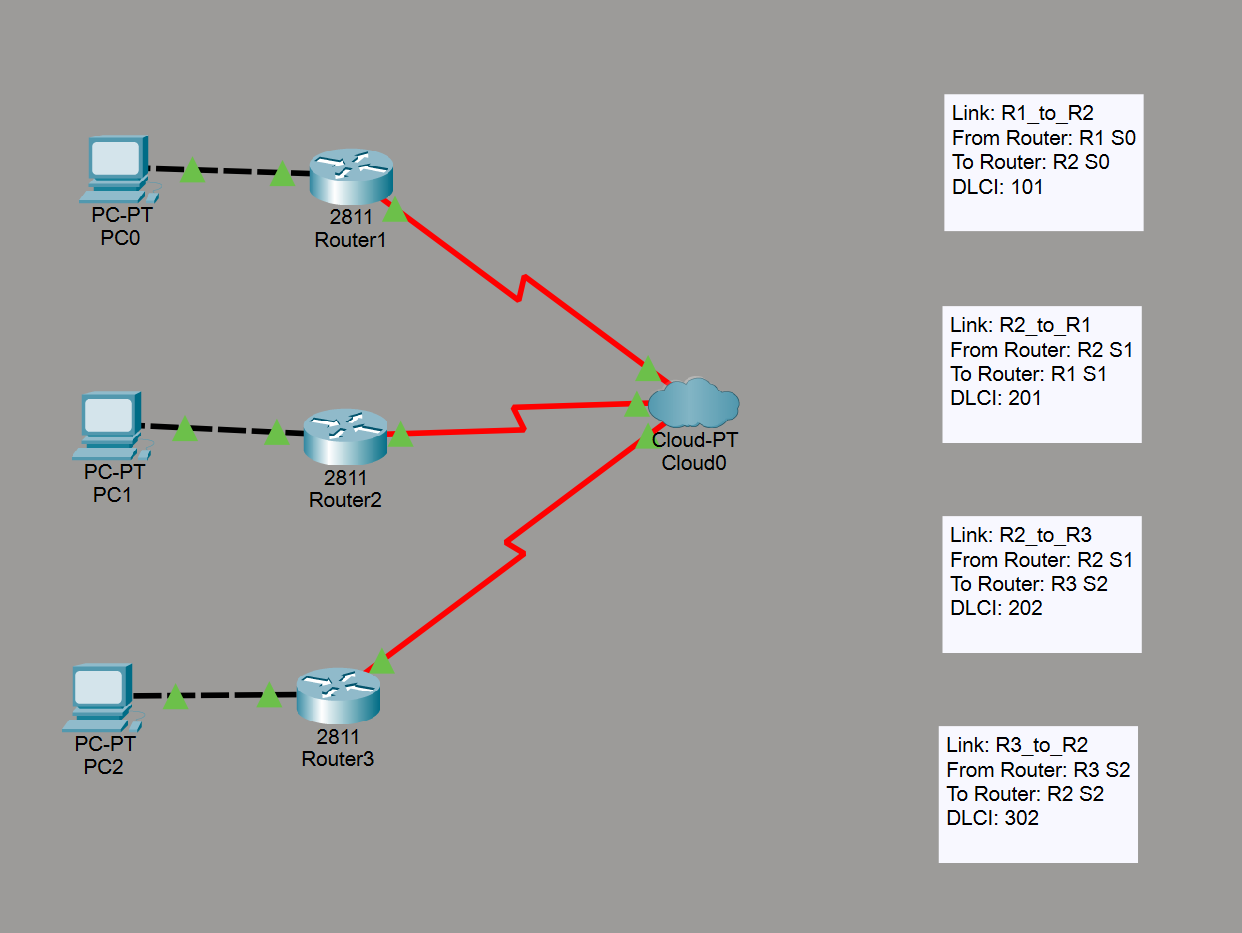 PC-PT
PC0
2811
Router1
Link: R1_to_R2
From Router: R1 S0
To Router: R2 S0
DLCI: 101
PC-PT
PC1
2811
Router2
Cloud-PT
Cloud0
Link: R2_to_R1
From Router: R2 S1
To Router: R1 S1
DLCI: 201
Link: R2_to_R3
From Router: R2 S1
To Router: R3 S2
DLCI: 202
PC-PT
PC2
2811
Router3
Link: R3_to_R2
From Router: R3 S2
To Router: R2 S2
DLCI: 302